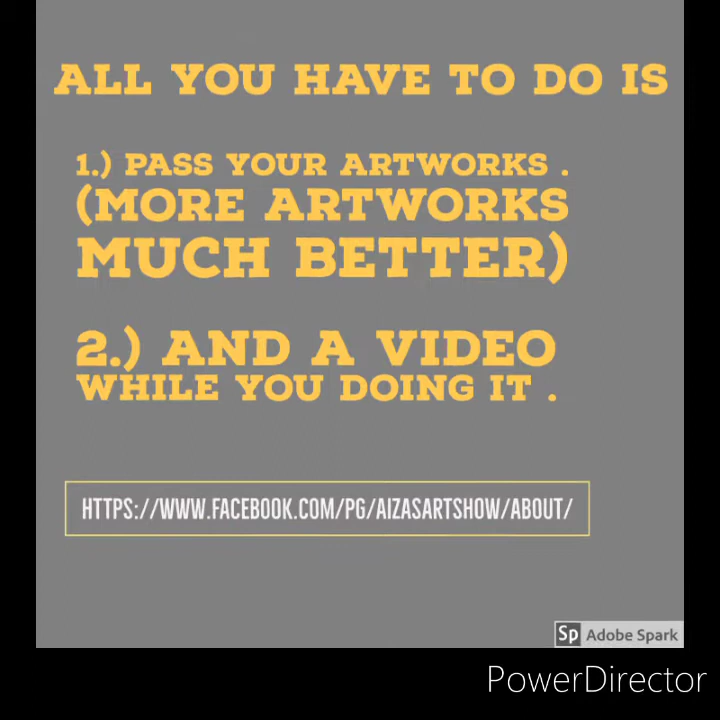 ALL YOU HAVE TO DO IS
1.) PASS YOUR ARTWORKS .
(MORE ARTWORKS
MUCH BETTER)
2.) AND A VIDEO
WHILE YOU DOING IT .
HTTPS://WWW.FACEBOOK.COM/PG/AIZASARTSHOW/ABOUT/
Sp Adobe Spark
PowerDirector